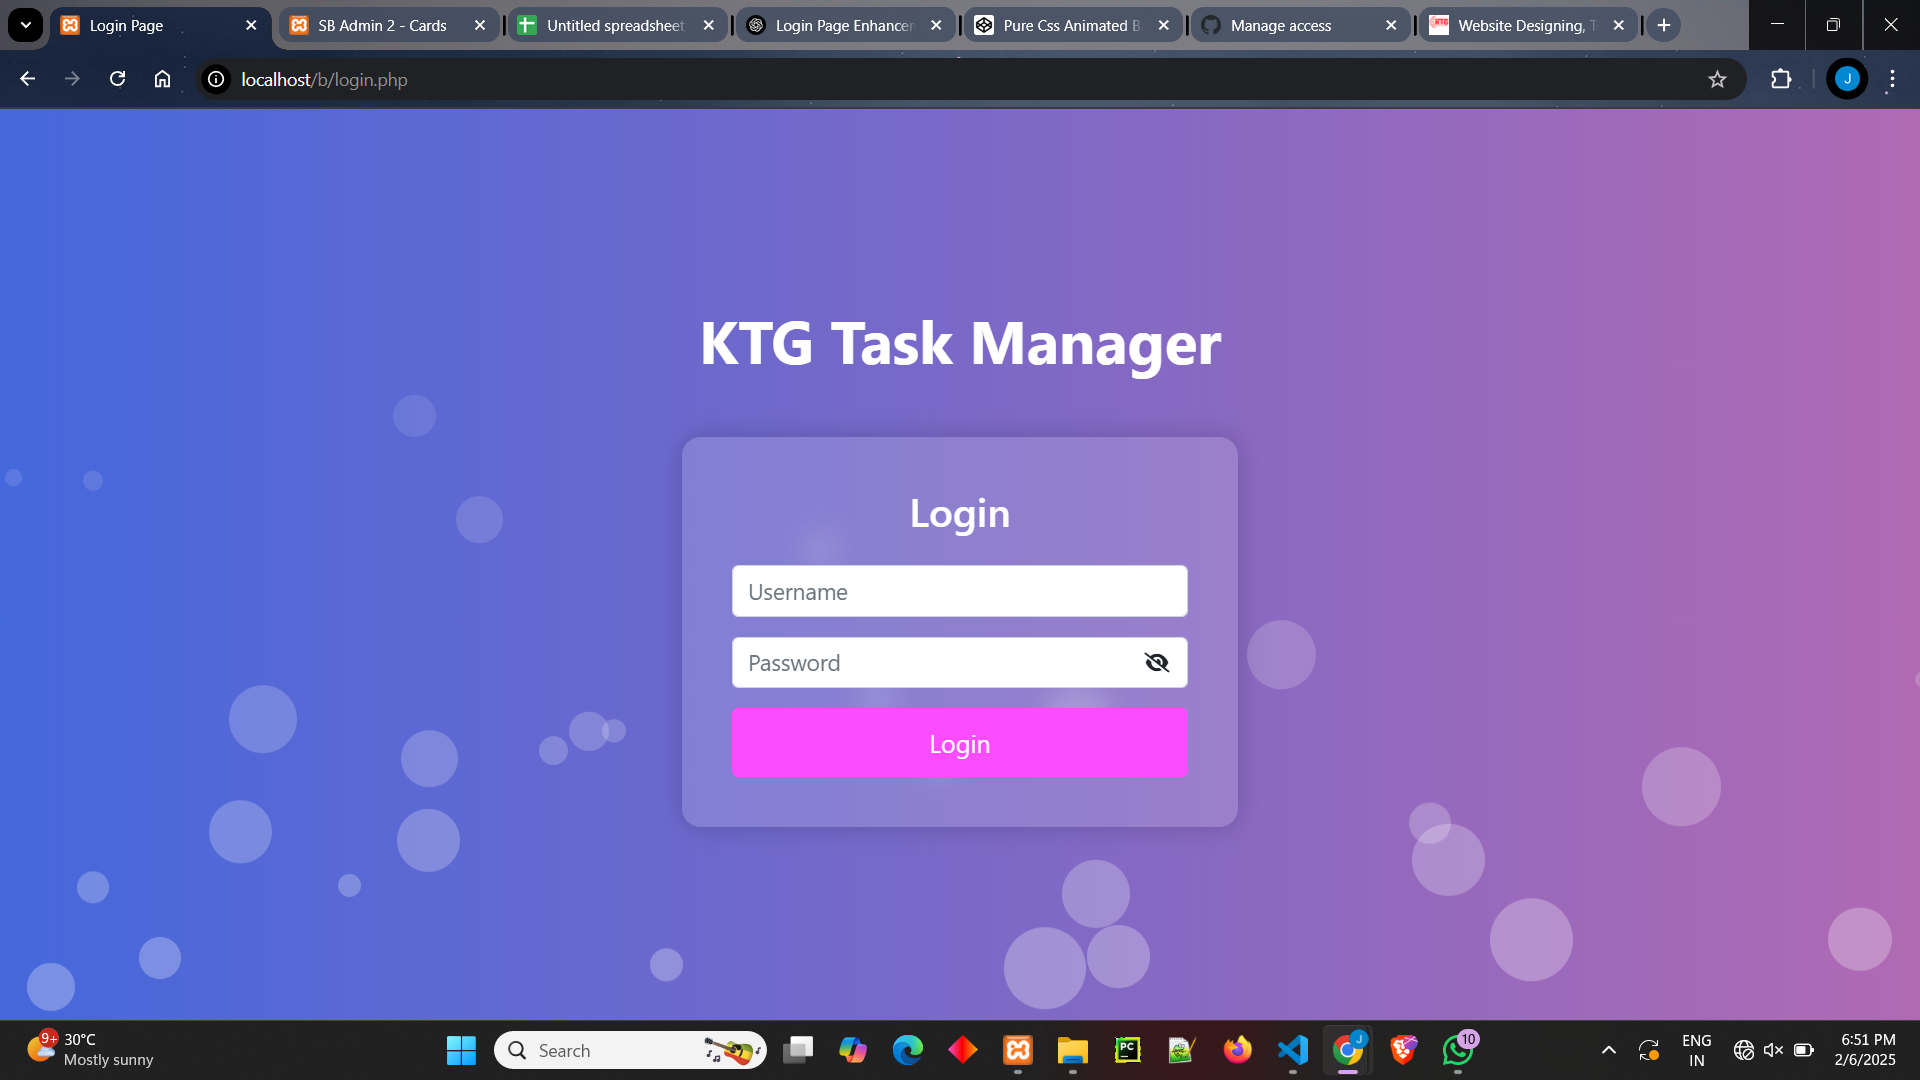 Login Page
SB Admin 2 - Cards
Untitled spreadsheet
Login Page Enhancen
Pure Css Animated B
Manage access
Website Designing, T
localhost/b/login.php
J
KTG Task Manager
Login
Username
Password
Login
9+
30°C
Mostly sunny
Search
PC
J
10
ENG
IN
6:51 PM
2/6/2025